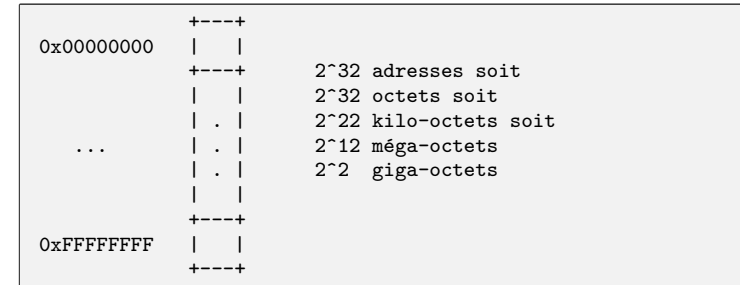 +---+
0x00000000 | |
+---+ 2^32 adresses soit
| | 2^32 octets soit
| . | 2^22 kilo-octets soit
... | . | 2^12 méga-octets
| . | 2^2 giga-octets
| |
+---+
0xFFFFFFFF | |
+---+